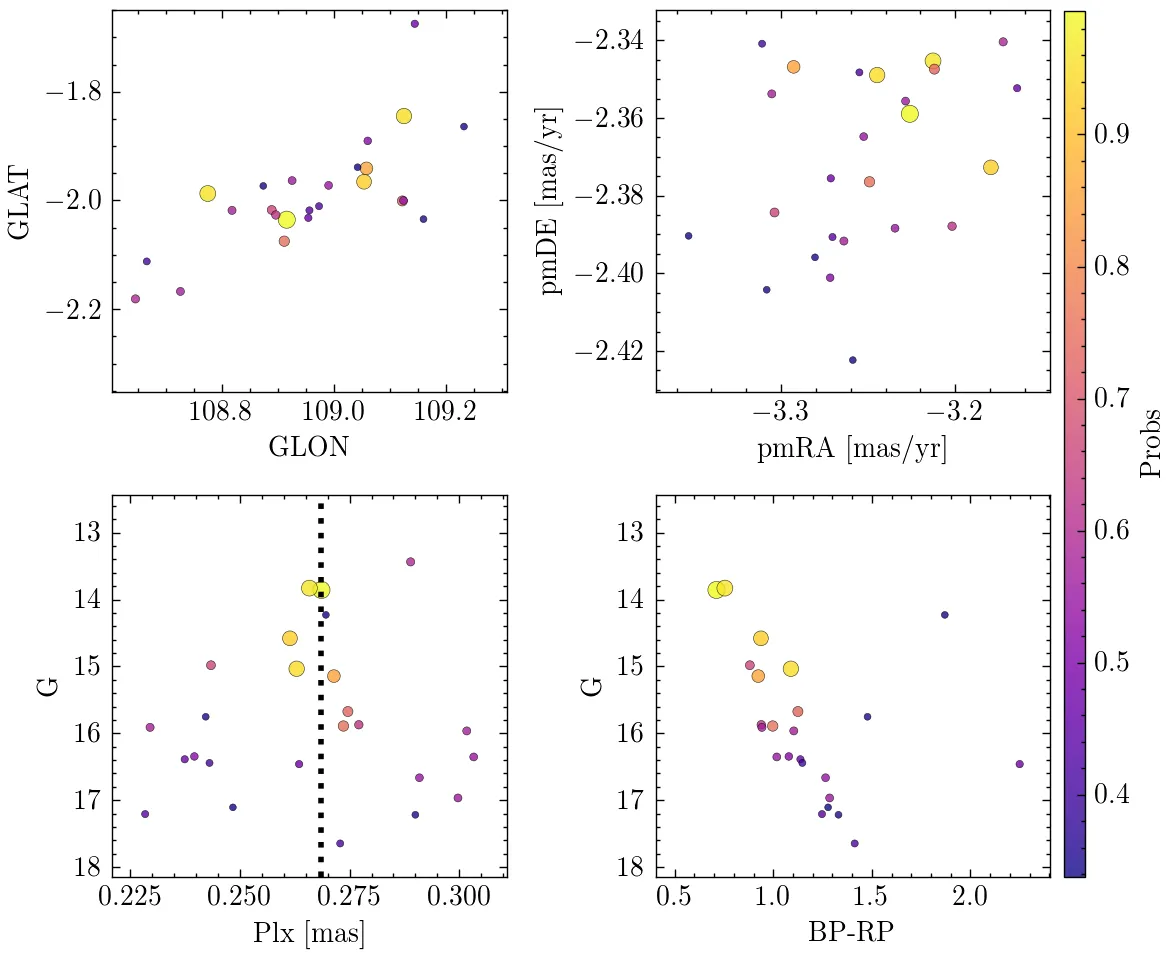 −1.8
−2.0
−2.2
GLAT
108.8 109.0 109.2
GLON
−2.34
−2.36
−2.38
−2.40
−2.42
pmDE [mas/yr]
−3.3 −3.2
pmRA [mas/yr]
0.9
0.8
0.7
0.6
0.5
0.4
Probs
13
14
15
16
17
18
G
0.225 0.250 0.275 0.300
Plx [mas]
13
14
15
16
17
18
G
0.5 1.0 1.5 2.0
BP-RP